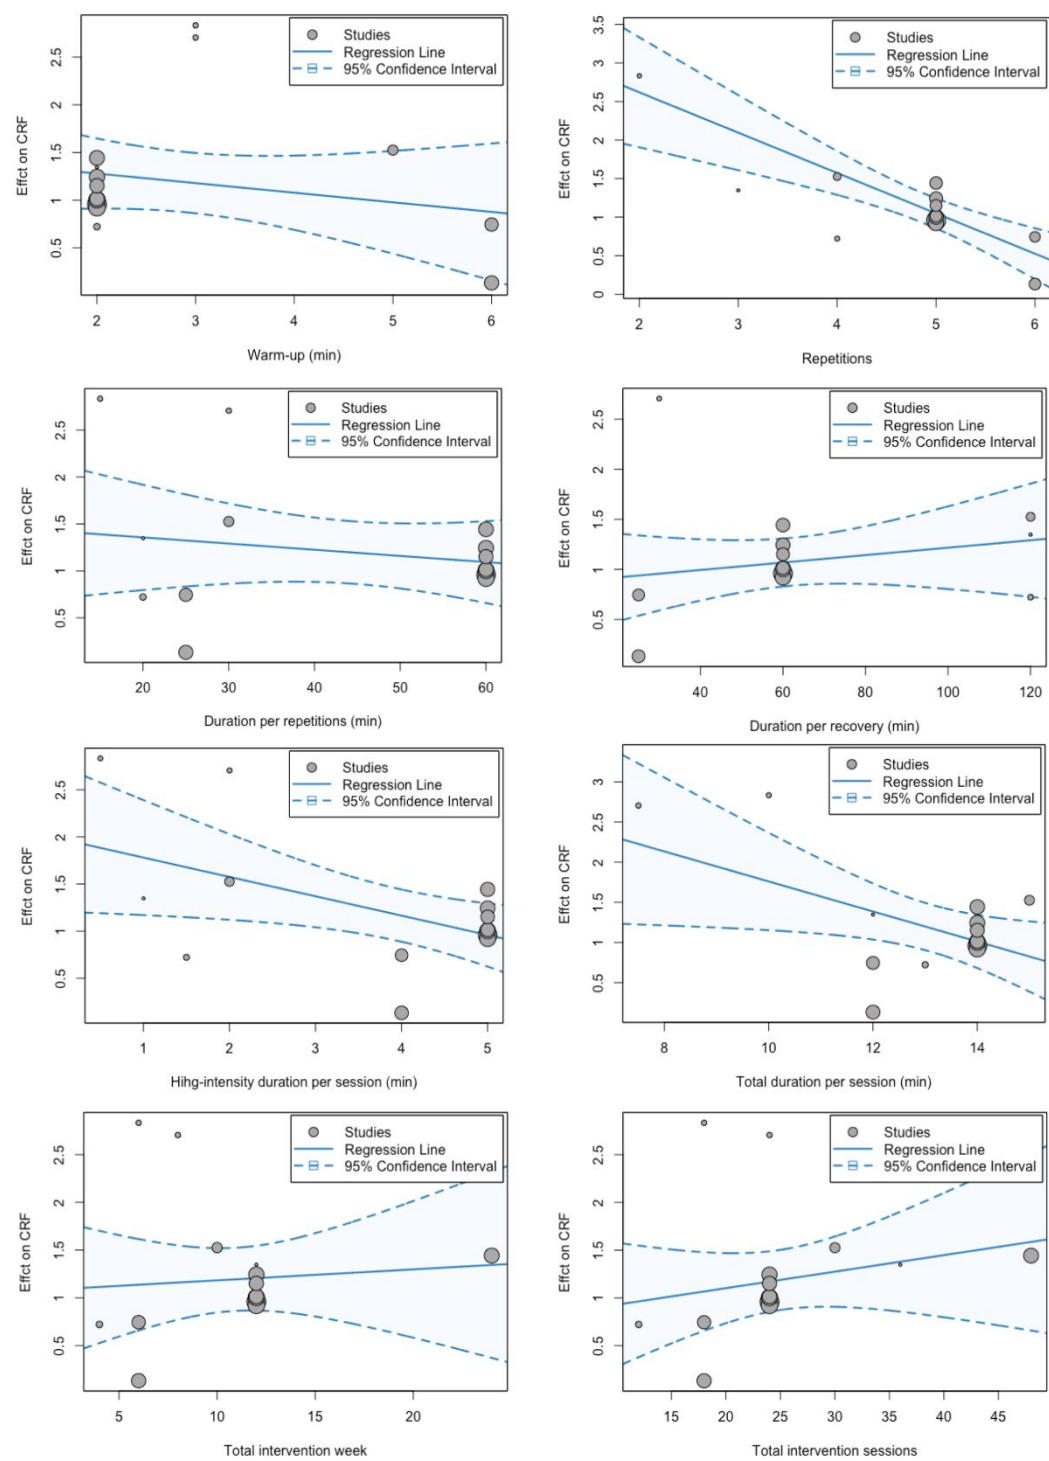 Effct on CRF
0.5
1
1.5
2
2.5
Studies
Regression Line
95% Confidence Interval
2
3
4
5
6
Warm-up (min)
Effct on CRF
0
0.5
1
1.5
2
2.5
3
3.5
Studies
Regression Line
95% Confidence Interval
2
3
4
5
6
Repetitions
Effct on CRF
0.5
1
1.5
2
2.5
Studies
Regression Line
95% Confidence Interval
20
30
40
50
60
Duration per repetitions (min)
Effct on CRF
0.5
1
1.5
2
2.5
Studies
Regression Line
95% Confidence Interval
40
60
80
100
120
Duration per recovery (min)
Effct on CRF
0.5
1
1.5
2
2.5
Studies
Regression Line
95% Confidence Interval
1
2
3
4
5
Hihg-intensity duration per session (min)
Effct on CRF
0.5
1
1.5
2
2.5
3
Studies
Regression Line
95% Confidence Interval
8
10
12
14
Total duration per session (min)
Effct on CRF
0.5
1
1.5
2
2.5
Studies
Regression Line
95% Confidence Interval
5
10
15
20
Total intervention week
Effct on CRF
0.5
1
1.5
2
2.5
Studies
Regression Line
95% Confidence Interval
15
20
25
30
35
40
45
Total intervention sessions